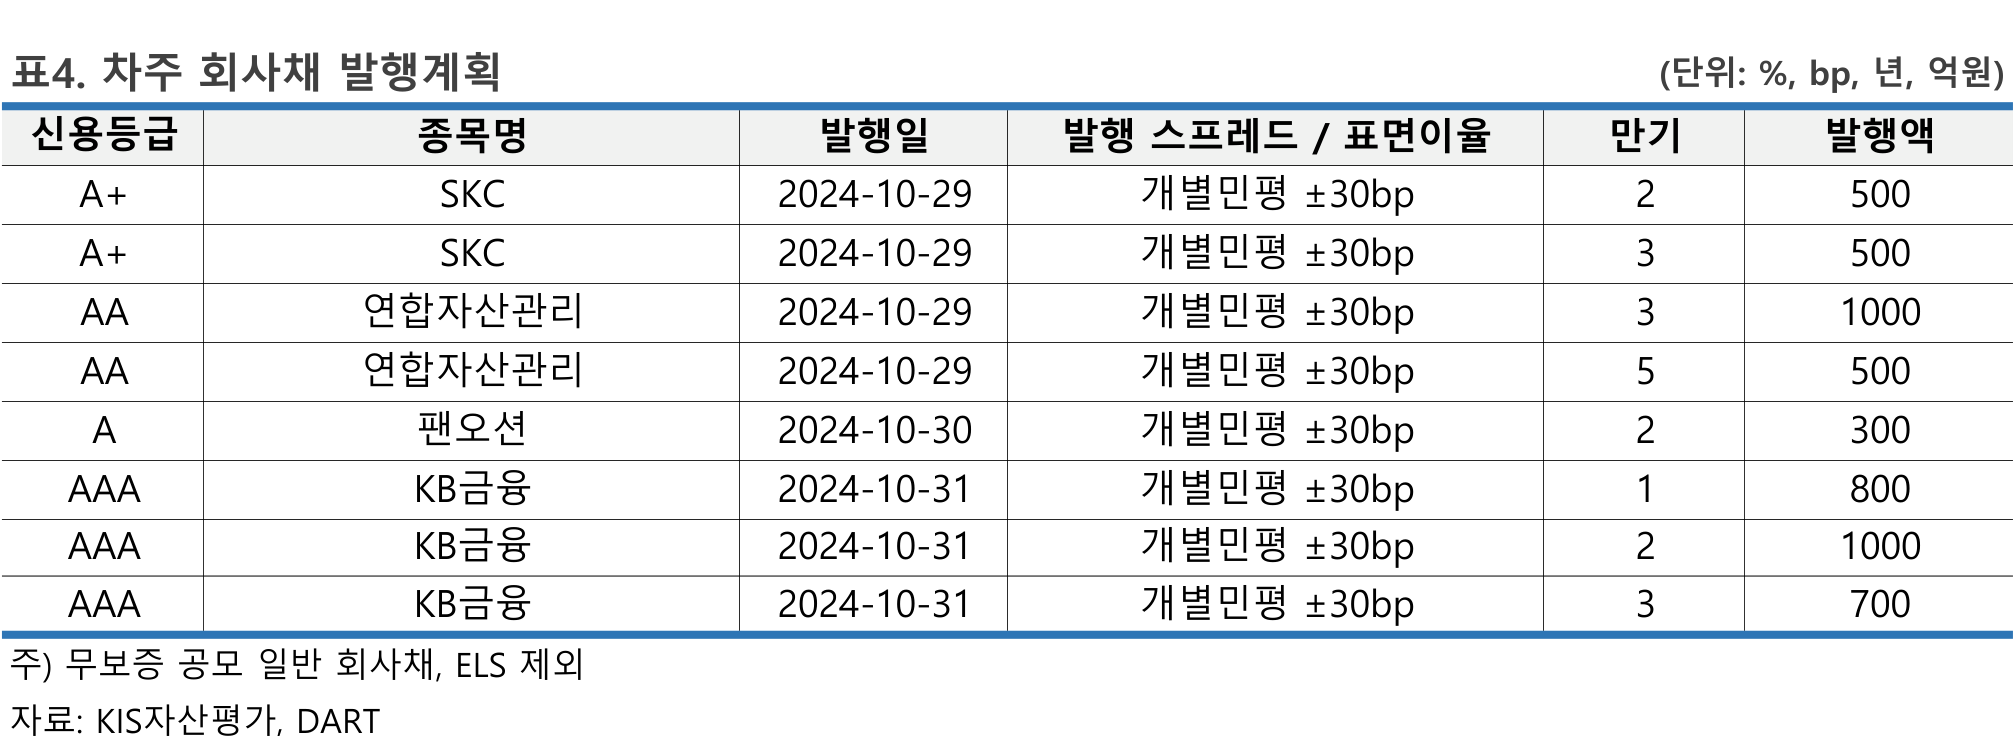 표4. 차주 회사채 발행계획 (단위: %, bp, 년, 억원)
신용등급 종목명 발행일 발행 스프레드 / 표면이율 만기 발행액
A+ SKC 2024-10-29 개별민평 ±30bp 2 500
A+ SKC 2024-10-29 개별민평 ±30bp 3 500
AA 연합자산관리 2024-10-29 개별민평 ±30bp 3 1000
AA 연합자산관리 2024-10-29 개별민평 ±30bp 5 500
A 팬오션 2024-10-30 개별민평 ±30bp 2 300
AAA KB금융 2024-10-31 개별민평 ±30bp 1 800
AAA KB금융 2024-10-31 개별민평 ±30bp 2 1000
AAA KB금융 2024-10-31 개별민평 ±30bp 3 700
주) 무보증 공모 일반 회사채, ELS 제외
자료: KIS자산평가, DART